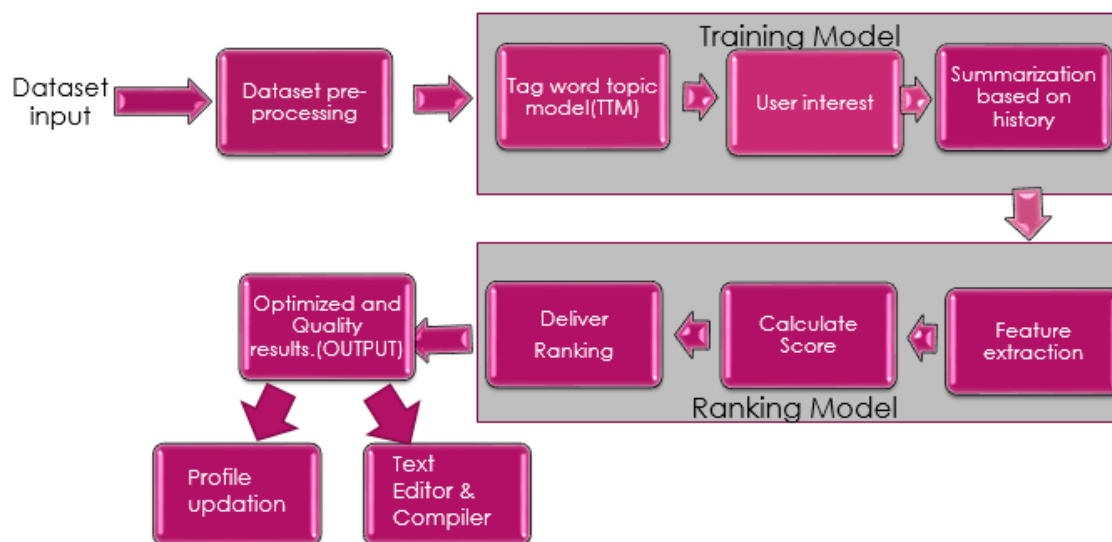 Training Model
Dataset
input
Dataset pre-
processing
Tag word topic
model(TTM)
User interest
Summarization
based on
history
Optimized and
Quality
results.(OUTPUT)
Deliver
Ranking
Calculate
Score
Feature
extraction
Ranking Model
Profile
updation
Text
Editor &
Compiler